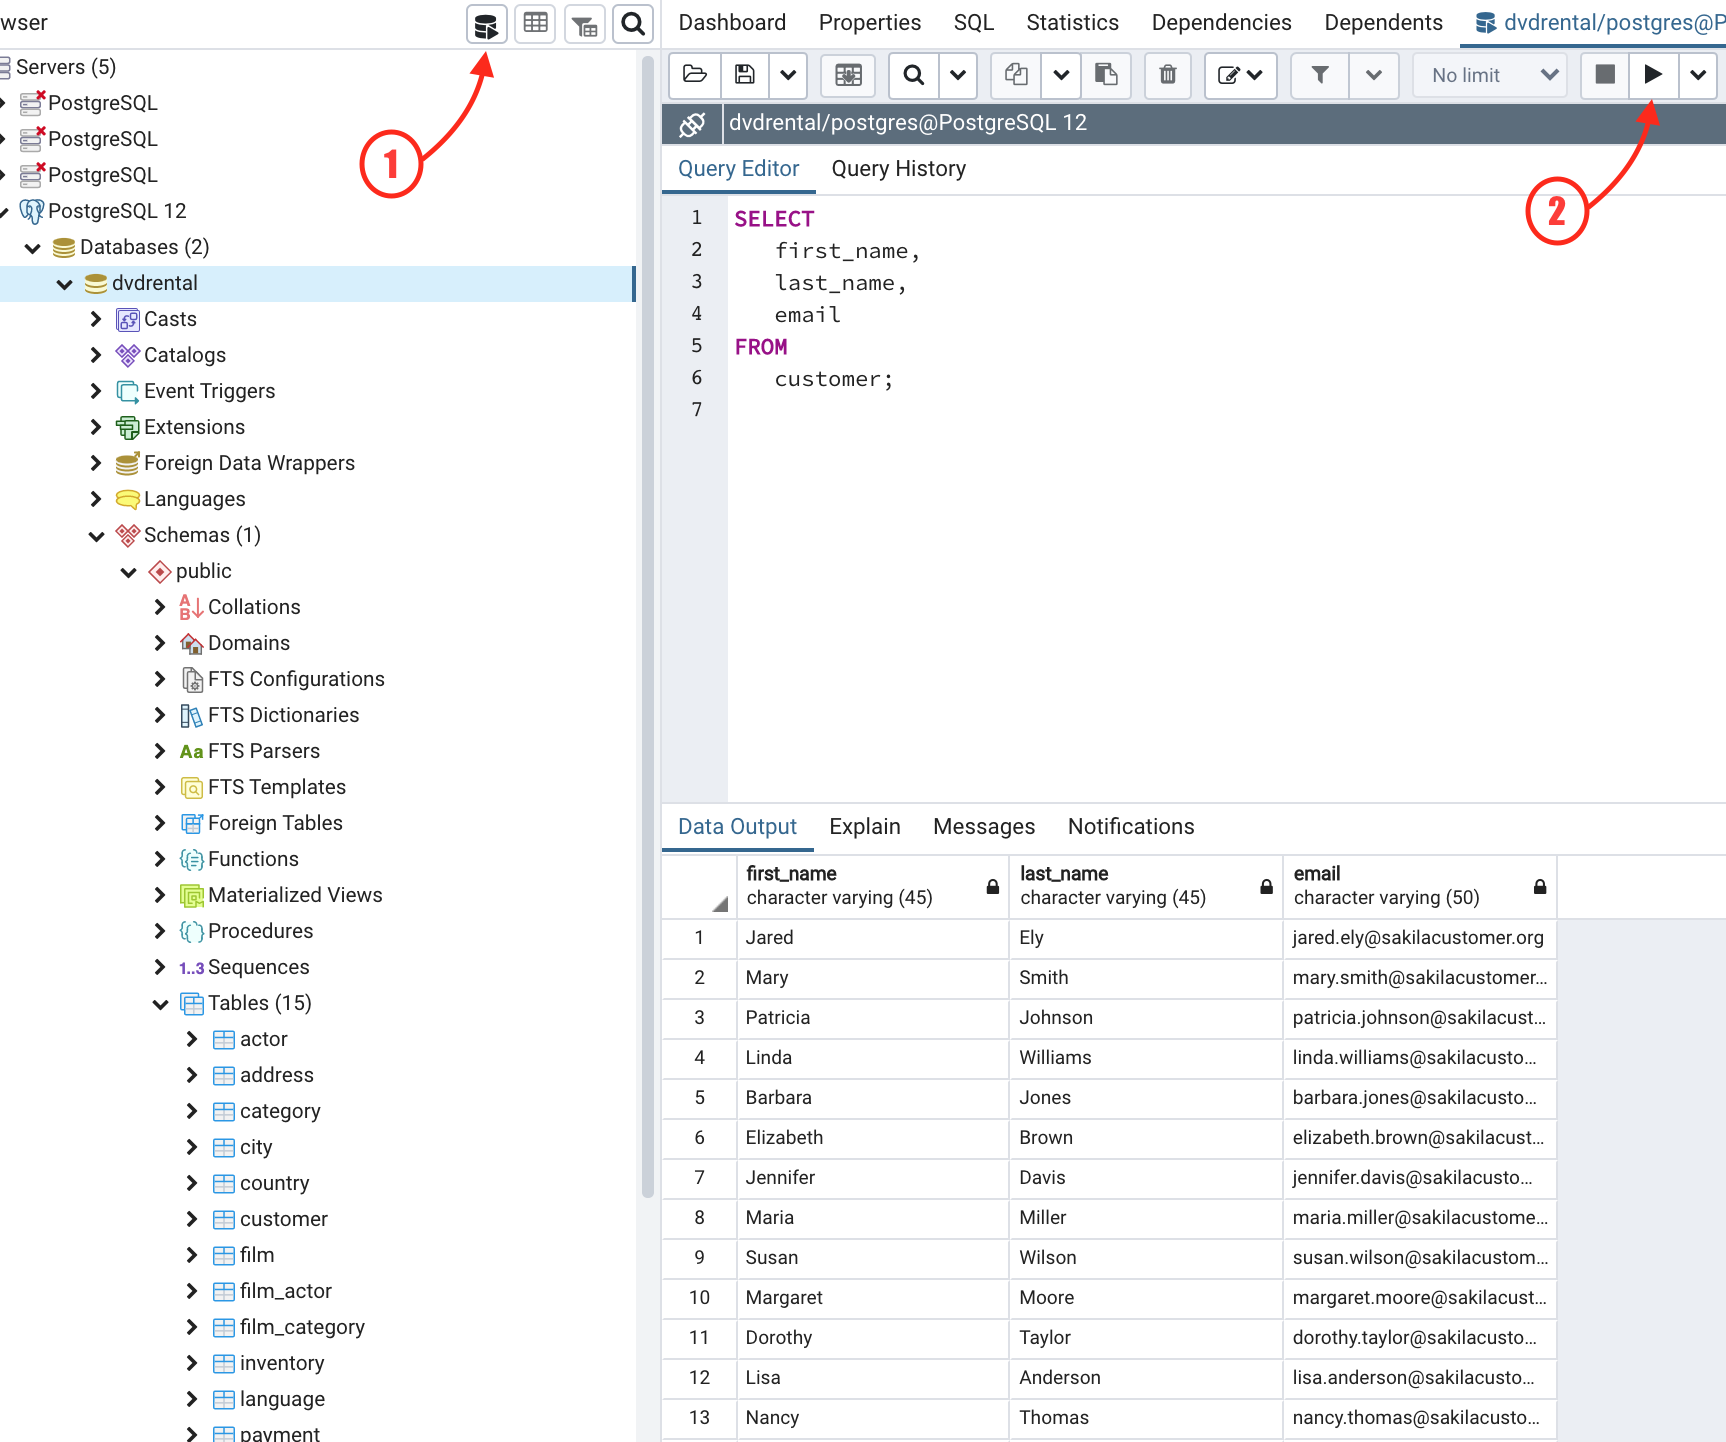 wser
Servers (5)
PostgreSQL
PostgreSQL
PostgreSQL
PostgreSQL 12
Databases (2)
dvdrental
Casts
Catalogs
Event Triggers
Extensions
Foreign Data Wrappers
Languages
Schemas (1)
public
Collations
Domains
FTS Configurations
FTS Dictionaries
Aa FTS Parsers
FTS Templates
Foreign Tables
Functions
Materialized Views
Procedures
1..3 Sequences
Tables (15)
actor
address
category
city
country
customer
film
film_actor
film_category
inventory
language
payment
1
Dashboard Properties SQL Statistics Dependencies Dependents dvdrental/postgres@P
No limit
dvdrental/postgres@PostgreSQL 12
Query Editor Query History
2
1 SELECT
2 first_name,
3 last_name,
4 email
5 FROM
6 customer;
7
Data Output Explain Messages Notifications
first_name last_name email
character varying (45) character varying (45) character varying (50)
1 Jared Ely jared.ely@sakilacustomer.org
2 Mary Smith mary.smith@sakilacustomer...
3 Patricia Johnson patricia.johnson@sakilacust...
4 Linda Williams linda.williams@sakilacusto...
5 Barbara Jones barbara.jones@sakilacusto...
6 Elizabeth Brown elizabeth.brown@sakilacust...
7 Jennifer Davis jennifer.davis@sakilacusto...
8 Maria Miller maria.miller@sakilacustome...
9 Susan Wilson susan.wilson@sakilacustom...
10 Margaret Moore margaret.moore@sakilacust...
11 Dorothy Taylor dorothy.taylor@sakilacusto...
12 Lisa Anderson lisa.anderson@sakilacusto...
13 Nancy Thomas nancy.thomas@sakilacusto...